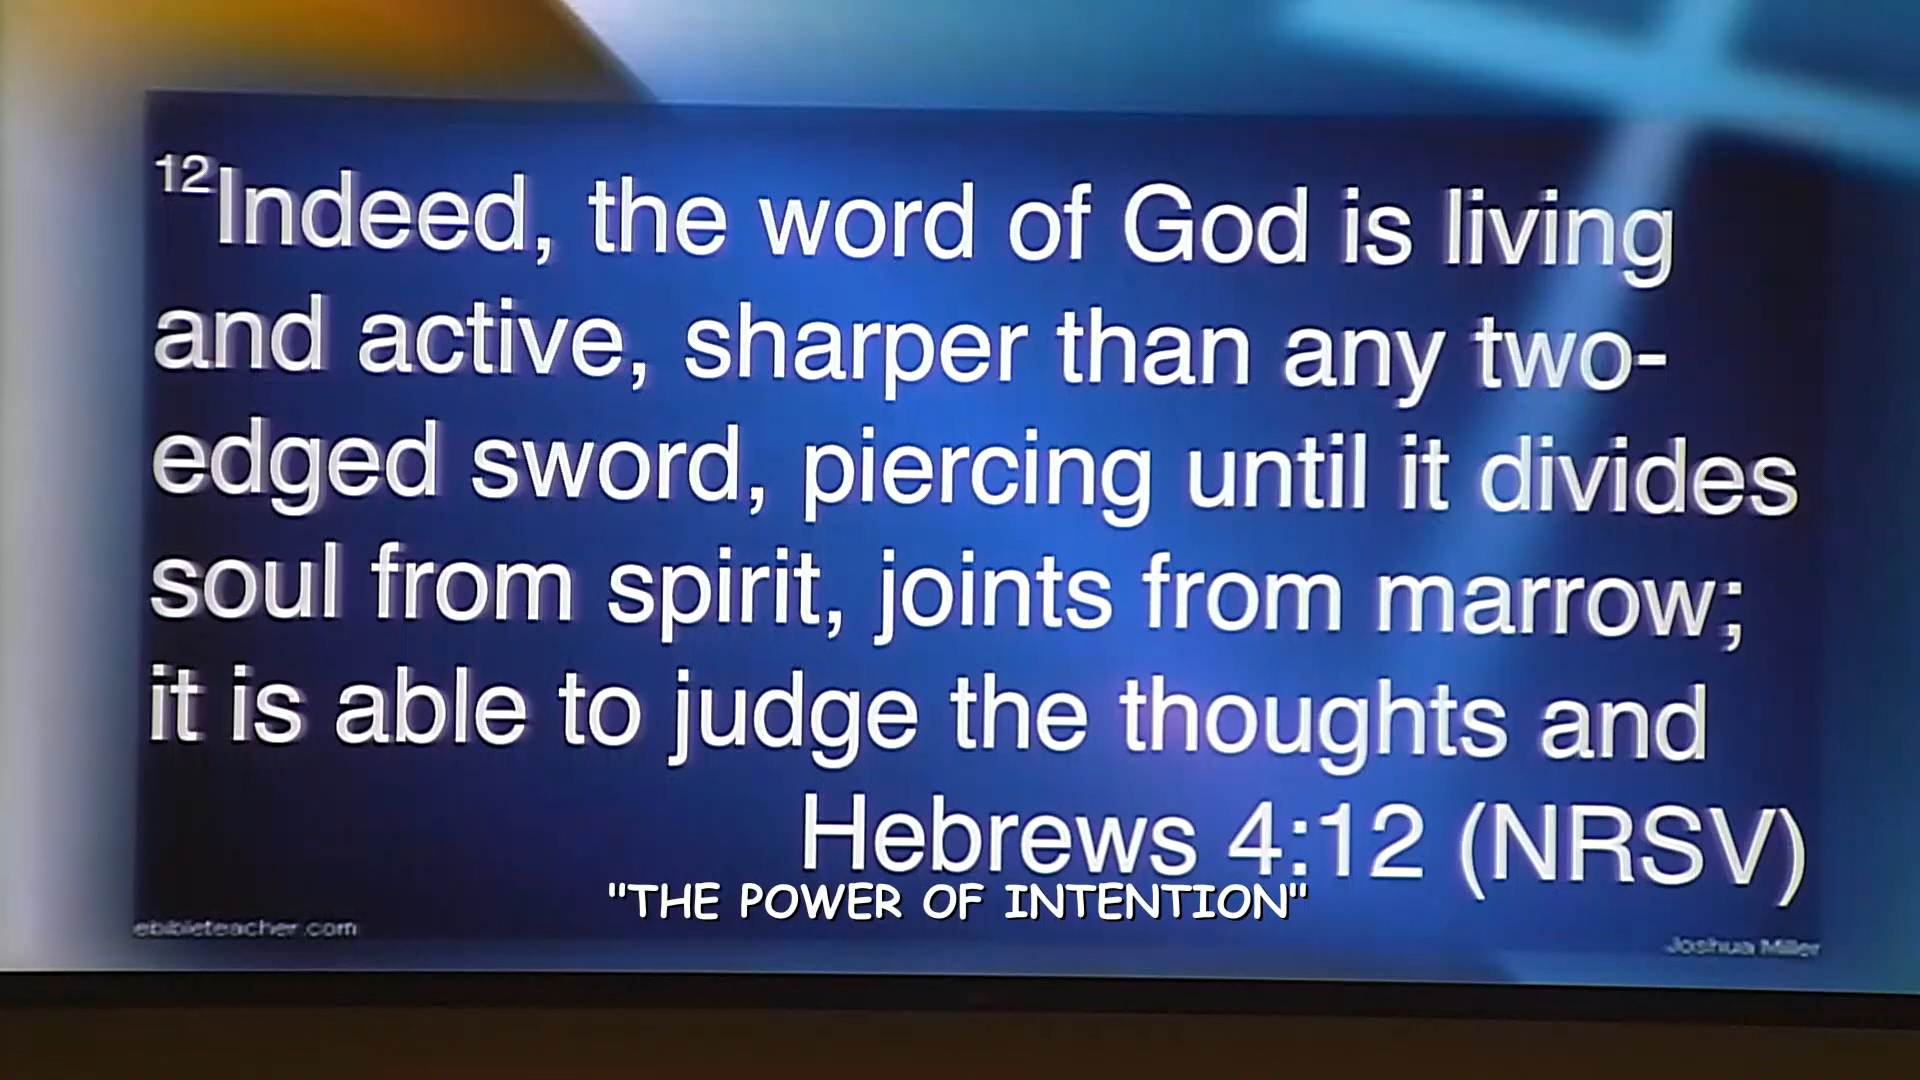 12Indeed, the word of God is living
and active, sharper than any two-
edged sword, piercing until it divides
soul from spirit, joints from marrow;
it is able to judge the thoughts and
Hebrews 4:12 (NRSV)
"THE POWER OF INTENTION"
ebibleteacher.com
Joshua Miller